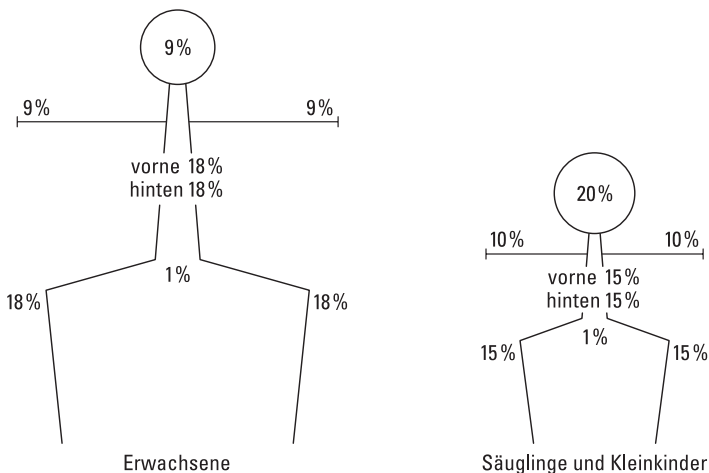 9%
9%
9%
vorne 18%
hinten 18%
1%
18%
18%
Erwachsene
20%
10%
10%
vorne 15%
hinten 15%
1%
15%
15%
Säuglinge und Kleinkinder